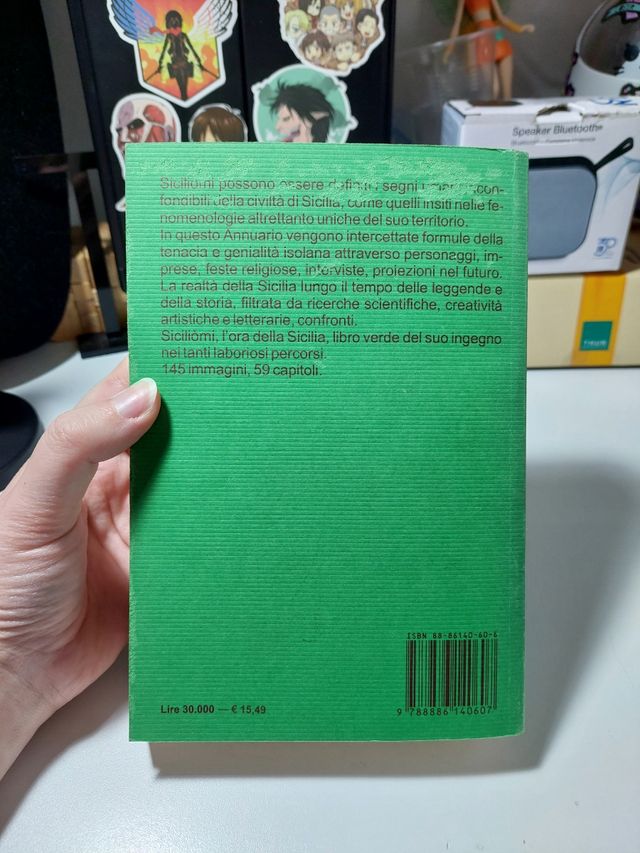 Speaker Bluetooth®
Siciliòmi possono essere definiti i segni umani incon-
fondibili della civiltà di Sicilia, come quelli insiti nelle fe-
nomenologie altrettanto uniche del suo territorio.
In questo Annuario vengono intercettate formule della
tenacia e genialità isolana attraverso personaggi, im-
prese, feste religiose, interviste, proiezioni nel futuro.
La realtà della Sicilia lungo il tempo delle leggende e
della storia, filtrata da ricerche scientifiche, creatività
artistiche e letterarie, confronti.
Siciliòmi, l'ora della Sicilia, libro verde del suo ingegno
nei tanti laboriosi percorsi.
145 immagini, 59 capitoli.
ISBN 88-86140-60-6
9 788886 140607
Lire 30.000 — € 15,49